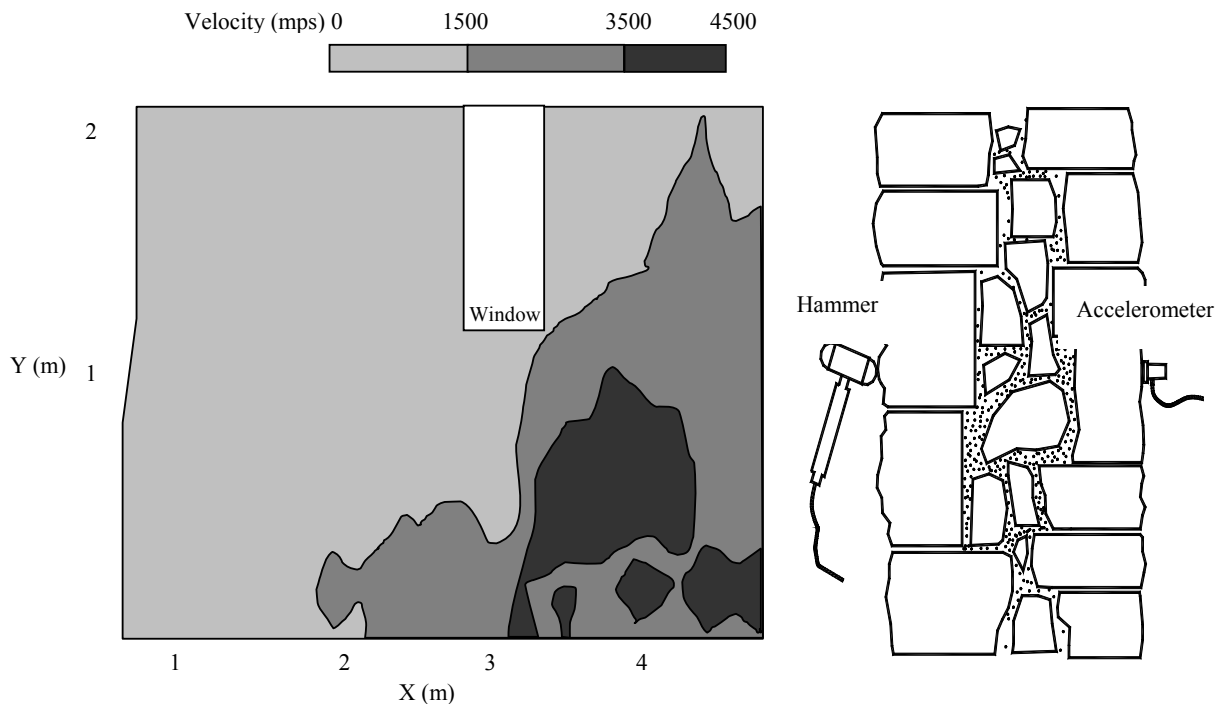 Velocity (mps) 0 1500 3500 4500
2
Window
Y (m) 1
1 2 3 4
X (m)
Hammer
Accelerometer